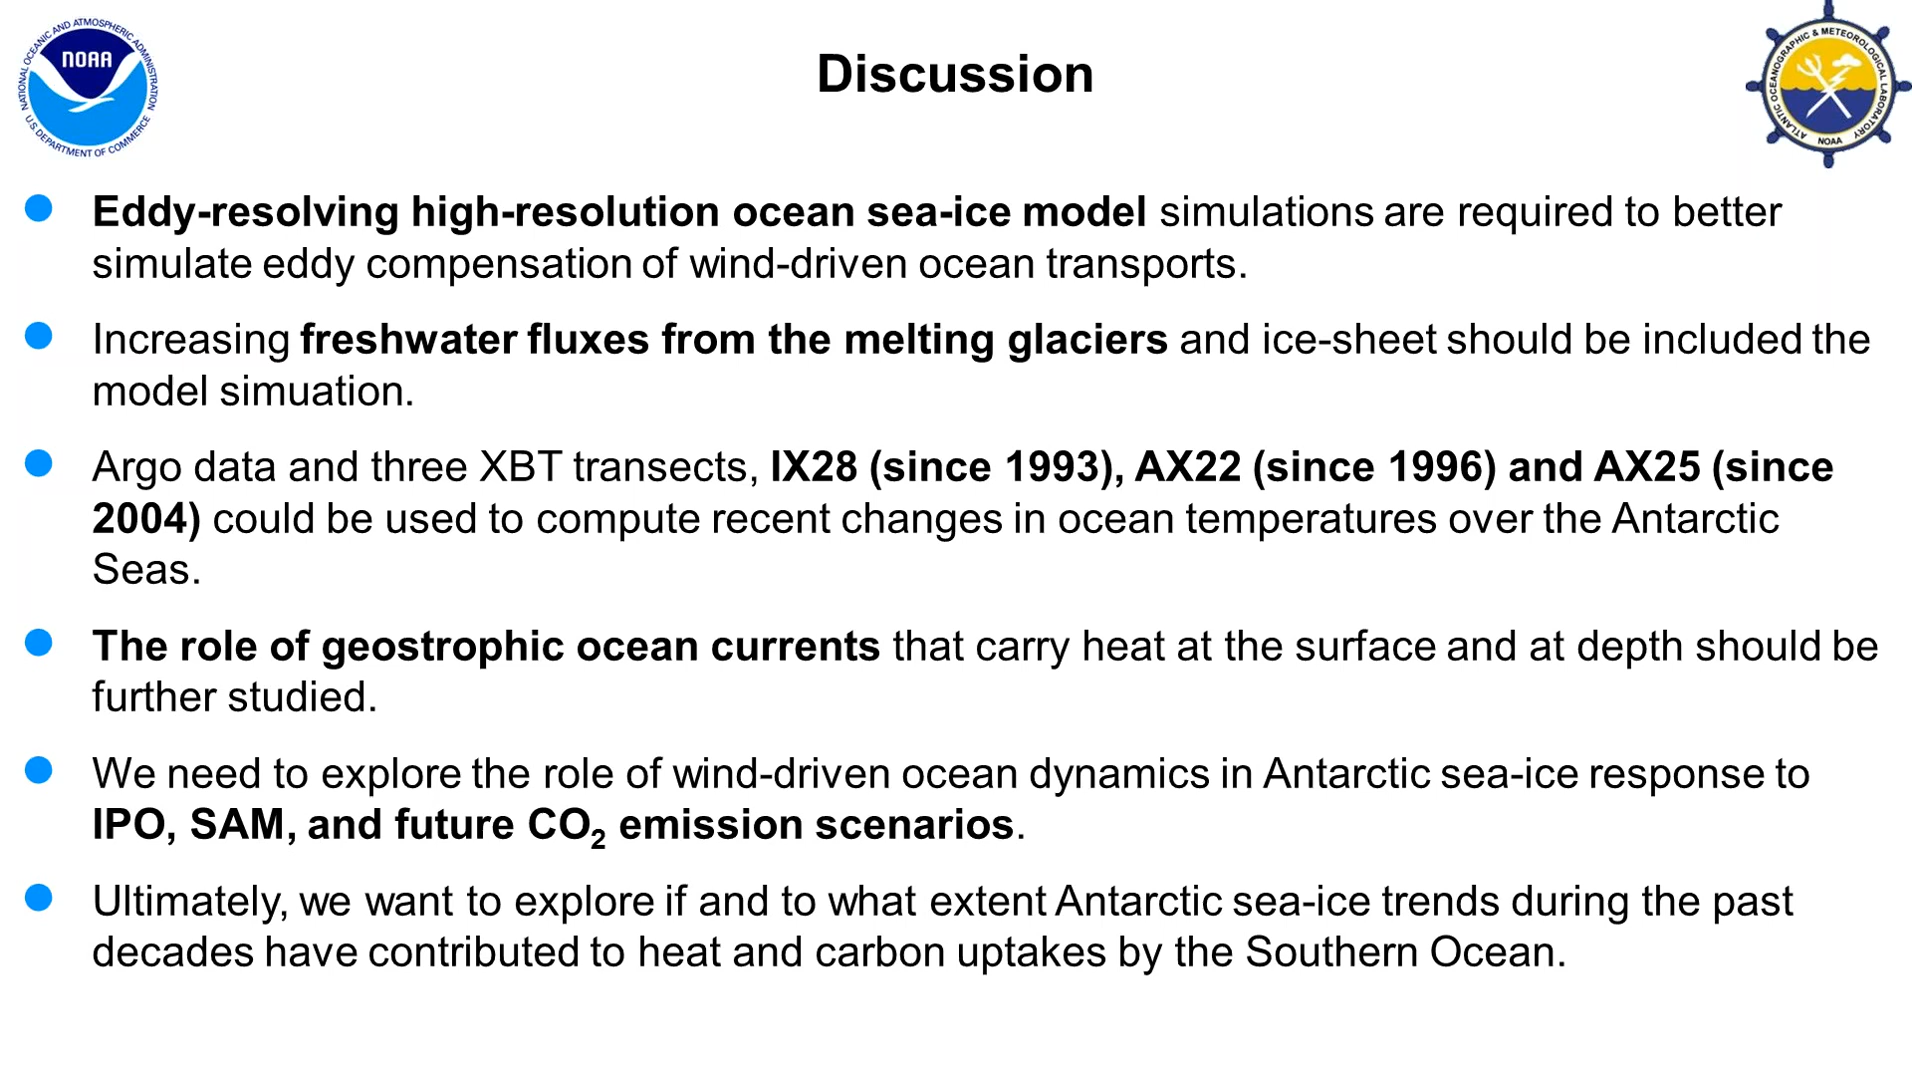 NATIONAL OCEANIC AND ATMOSPHERIC ADMINISTRATION
NOAA
U.S. DEPARTMENT OF COMMERCE
Discussion
ATLANTIC OCEANOGRAPHIC & METEOROLOGICAL LABORATORY
NOAA
Eddy-resolving high-resolution ocean sea-ice model simulations are required to better
simulate eddy compensation of wind-driven ocean transports.
Increasing freshwater fluxes from the melting glaciers and ice-sheet should be included the
model simuation.
Argo data and three XBT transects, IX28 (since 1993), AX22 (since 1996) and AX25 (since
2004) could be used to compute recent changes in ocean temperatures over the Antarctic
Seas.
The role of geostrophic ocean currents that carry heat at the surface and at depth should be
further studied.
We need to explore the role of wind-driven ocean dynamics in Antarctic sea-ice response to
IPO, SAM, and future CO₂ emission scenarios.
Ultimately, we want to explore if and to what extent Antarctic sea-ice trends during the past
decades have contributed to heat and carbon uptakes by the Southern Ocean.